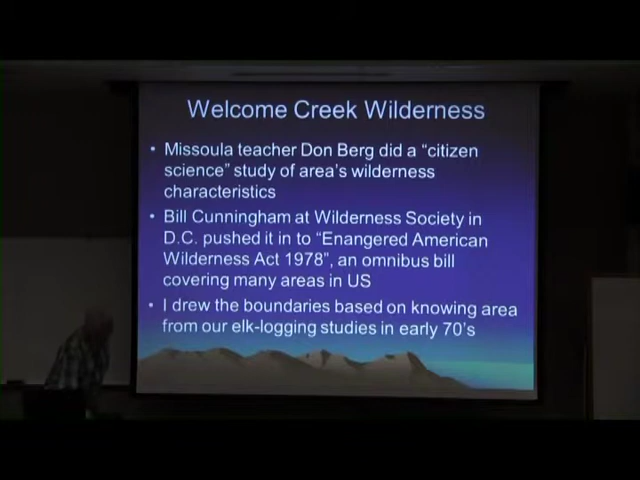 Welcome Creek Wilderness
• Missoula teacher Don Berg did a "citizen
science" study of area's wilderness
characteristics
• Bill Cunningham at Wilderness Society in
D.C. pushed it in to "Enangered American
Wilderness Act 1978", an omnibus bill
covering many areas in US
• I drew the boundaries based on knowing area
from our elk-logging studies in early 70's